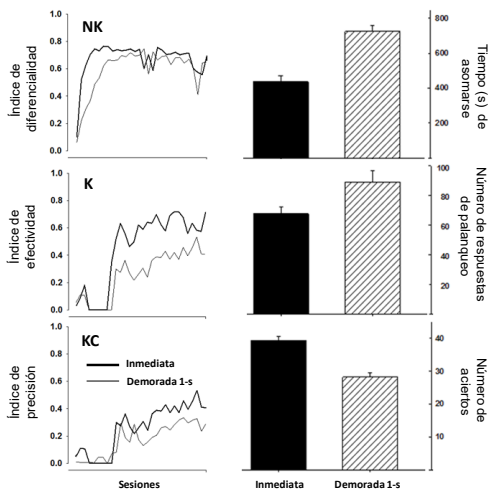 NK
Índice de
diferencialidad
1.0
0.8
0.6
0.4
0.2
0.0
800
600
400
200
Tiempo (s) de
asomarse
K
Índice de
efectividad
1.0
0.8
0.6
0.4
0.2
0.0
100
80
60
40
20
Número de respuestas
de palanqueo
KC
Inmediata
Demorada 1-s
Índice de
precisión
1.0
0.8
0.6
0.4
0.2
0.0
40
30
20
10
Número de
aciertos
Sesiones
Inmediata
Demorada 1-s